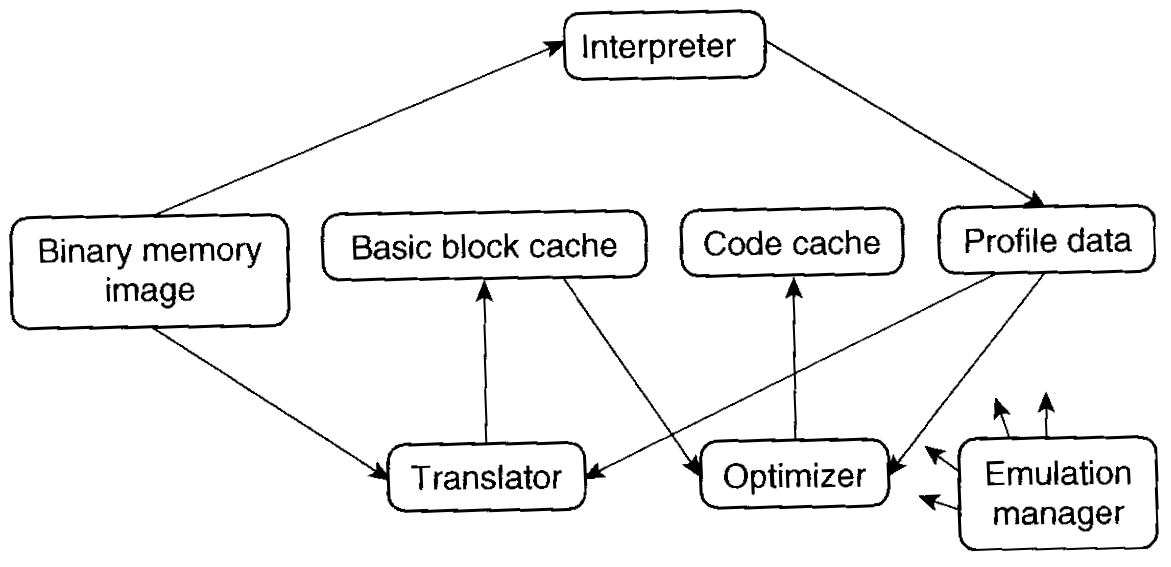 Interpreter
Binary memory
image
Basic block cache
Code cache
Profile data
Translator
Optimizer
Emulation
manager